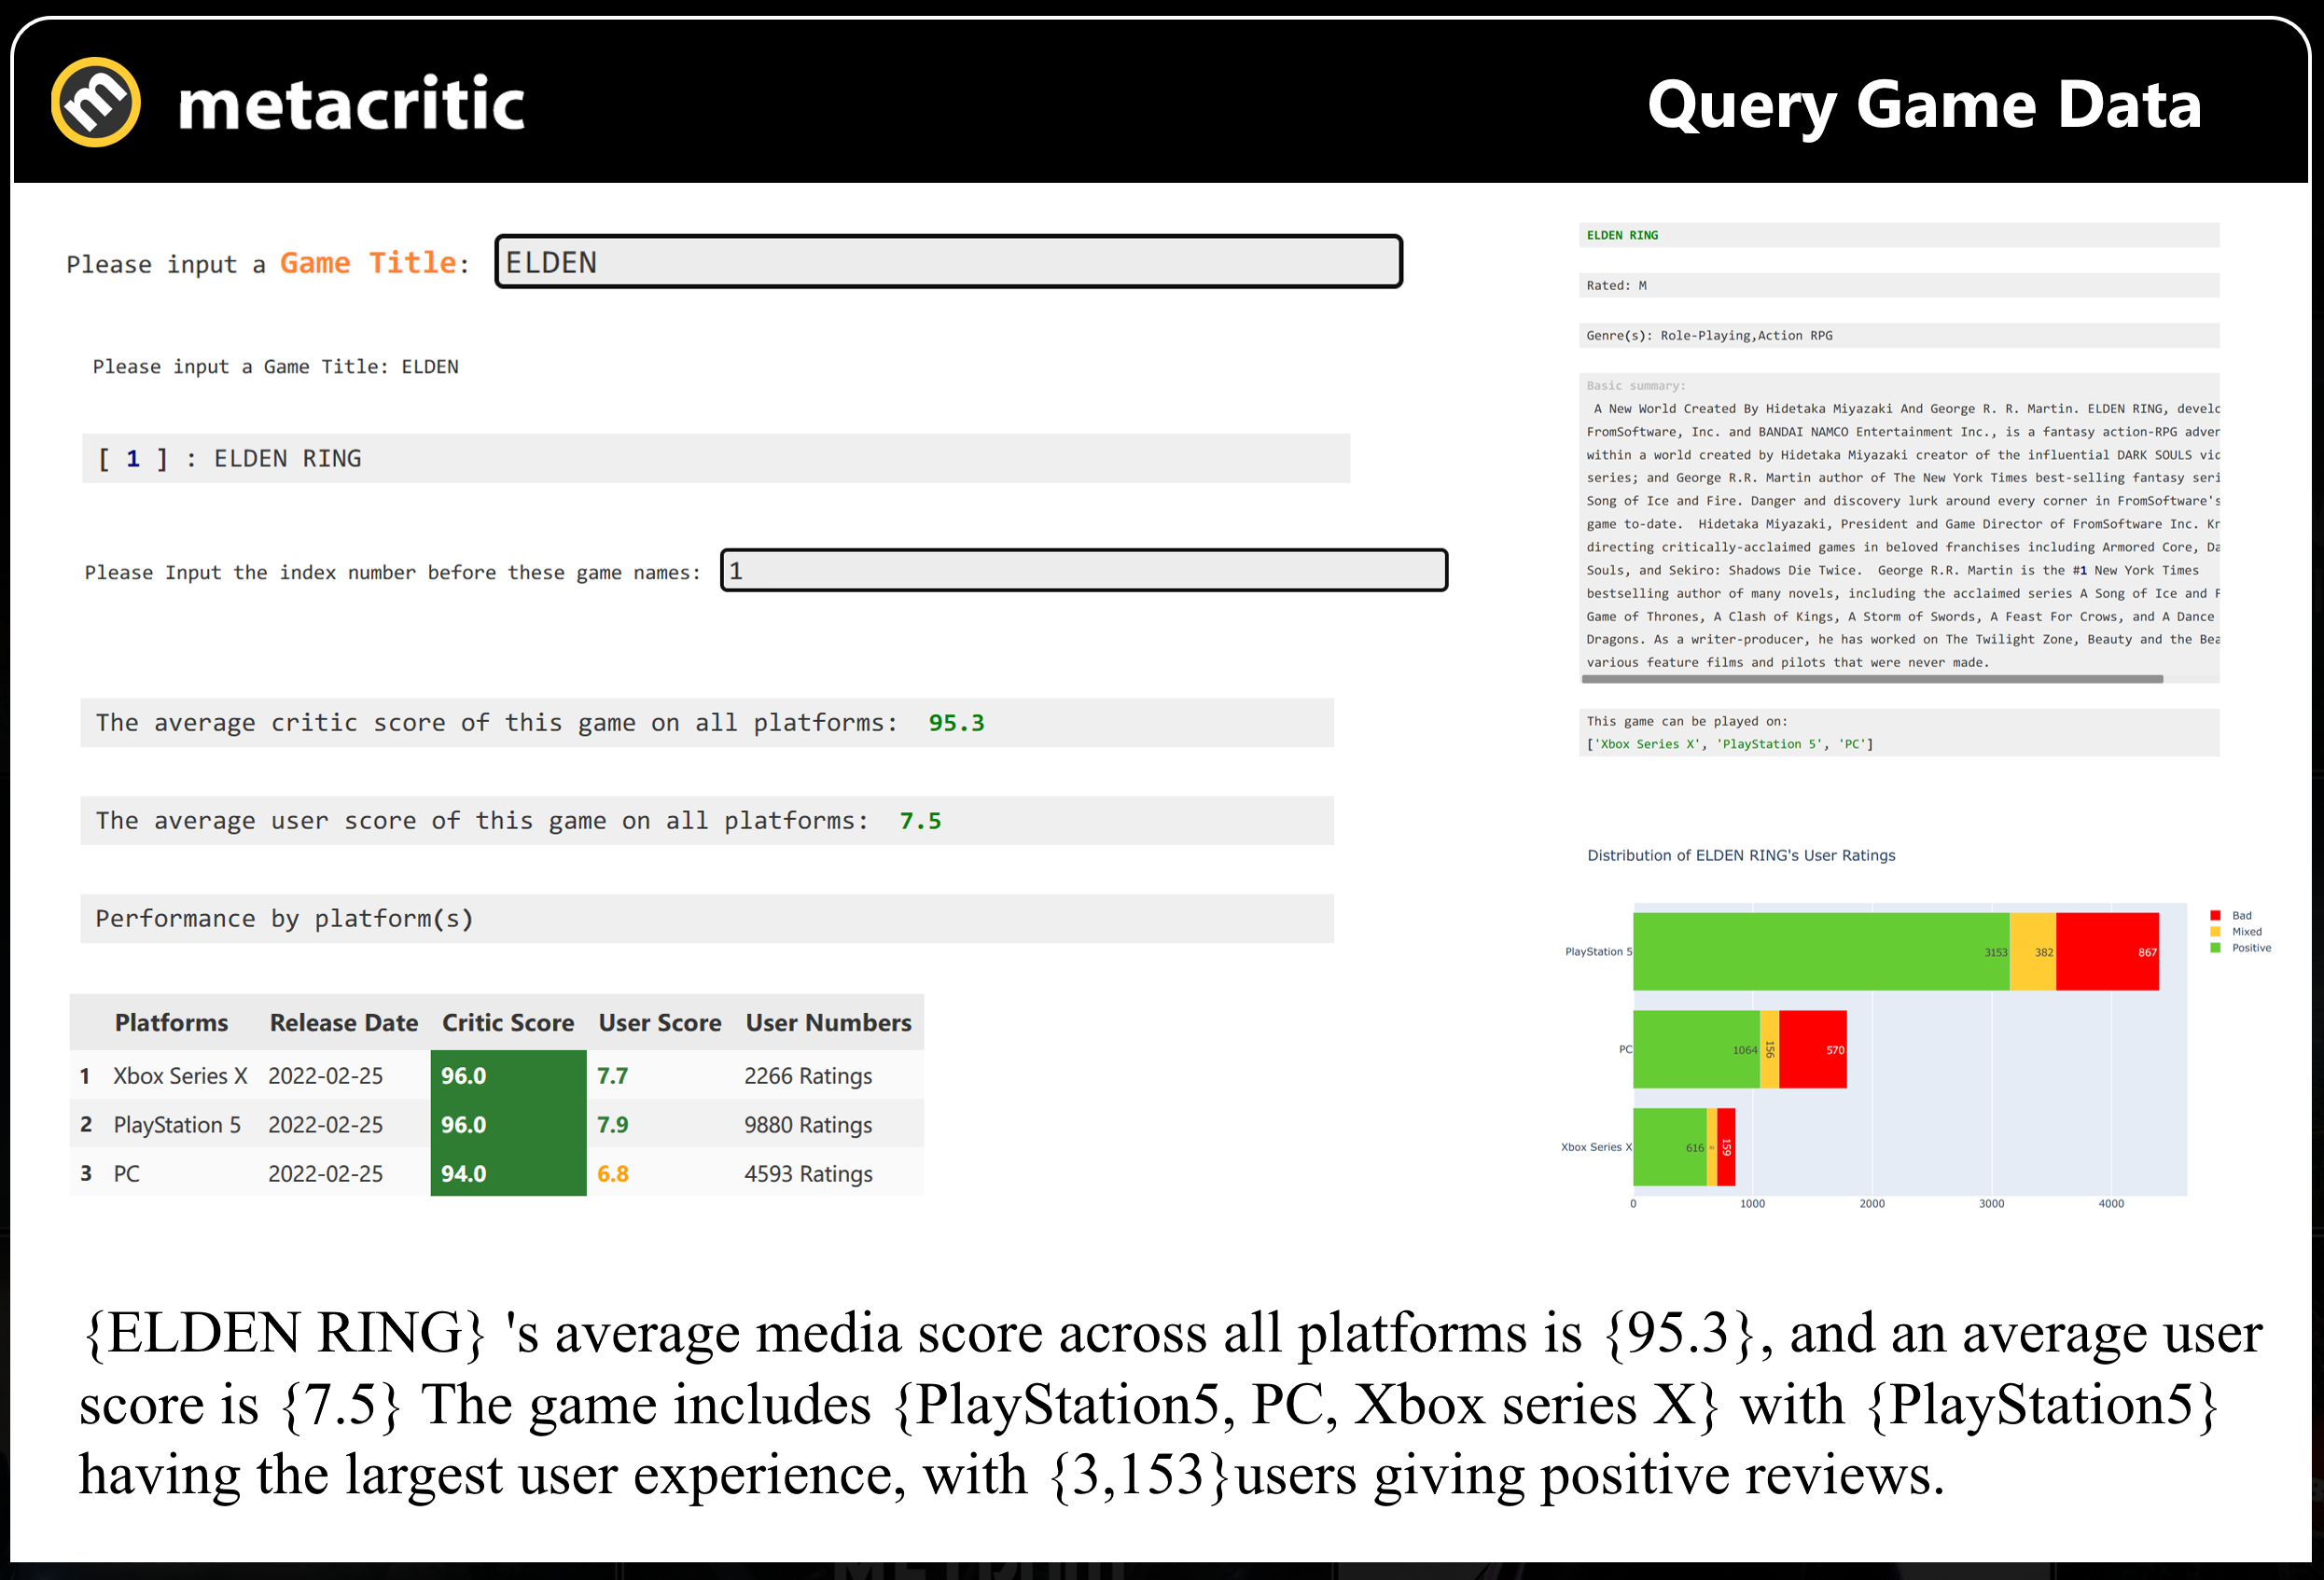 metacritic
Query Game Data
Please input a Game Title:
ELDEN
Please input a Game Title: ELDEN
[ 1 ] : ELDEN RING
Please Input the index number before these game names:
1
The average critic score of this game on all platforms: 95.3
The average user score of this game on all platforms: 7.5
Performance by platform(s)
Platforms Release Date Critic Score User Score User Numbers
1 Xbox Series X 2022-02-25 96.0 7.7 2266 Ratings
2 PlayStation 5 2022-02-25 96.0 7.9 9880 Ratings
3 PC 2022-02-25 94.0 6.8 4593 Ratings
ELDEN RING
Rated: M
Genre(s): Role-Playing,Action RPG
Basic summary:
A New World Created By Hidetaka Miyazaki And George R. R. Martin. ELDEN RING, develo
FromSoftware, Inc. and BANDAI NAMCO Entertainment Inc., is a fantasy action-RPG adven
within a world created by Hidetaka Miyazaki creator of the influential DARK SOULS vid
series; and George R.R. Martin author of The New York Times best-selling fantasy seri
Song of Ice and Fire. Danger and discovery lurk around every corner in FromSoftware's
game to-date. Hidetaka Miyazaki, President and Game Director of FromSoftware Inc. Kn
directing critically-acclaimed games in beloved franchises including Armored Core, Da
Souls, and Sekiro: Shadows Die Twice. George R.R. Martin is the #1 New York Times
bestselling author of many novels, including the acclaimed series A Song of Ice and F
Game of Thrones, A Clash of Kings, A Storm of Swords, A Feast For Crows, and A Dance
Dragons. As a writer-producer, he has worked on The Twilight Zone, Beauty and the Bea
various feature films and pilots that were never made.
This game can be played on:
['Xbox Series X', 'PlayStation 5', 'PC']
Distribution of ELDEN RING's User Ratings
PlayStation 5 3153 382 867
PC 1064 156 570
Xbox Series X 616 159
0 1000 2000 3000 4000
Bad
Mixed
Positive
{ELDEN RING} 's average media score across all platforms is {95.3}, and an average user
score is {7.5} The game includes {PlayStation5, PC, Xbox series X} with {PlayStation5}
having the largest user experience, with {3,153}users giving positive reviews.